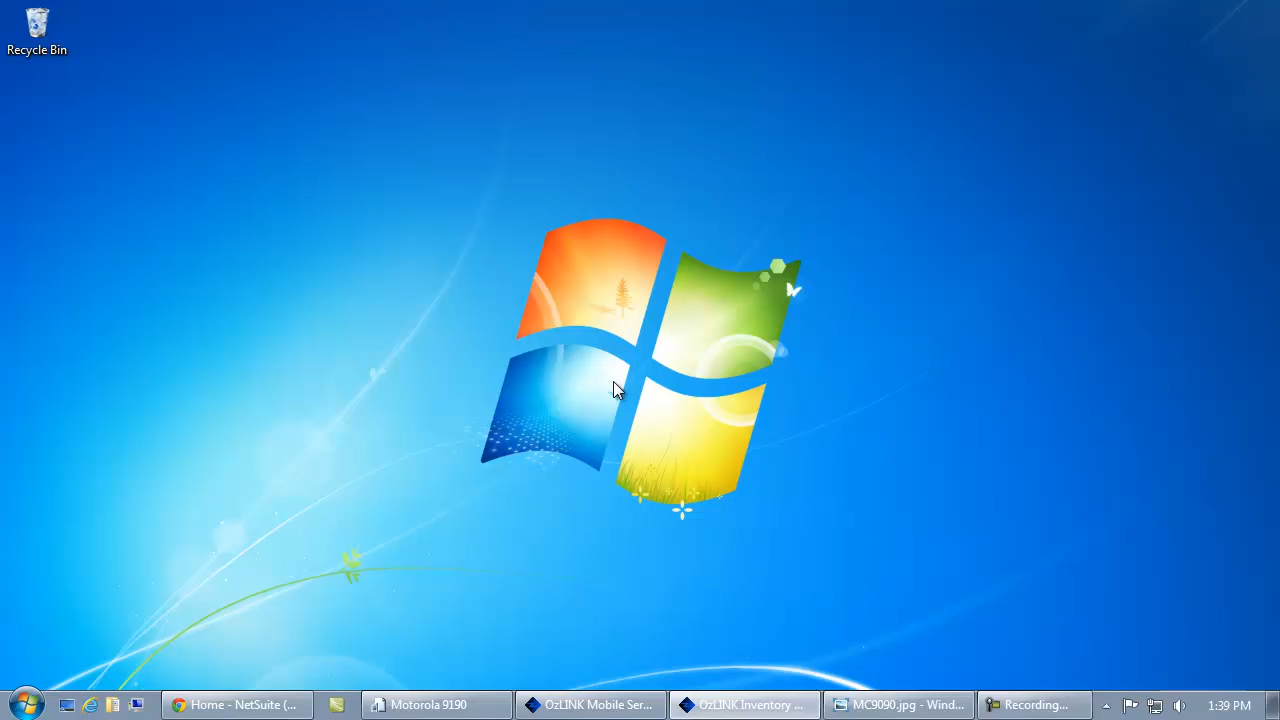 Recycle Bin
Home - NetSuite (...
Motorola 9190
OzLINK Mobile Ser...
OzLINK Inventory ...
MC9090.jpg - Wind...
Recording...
1:39 PM